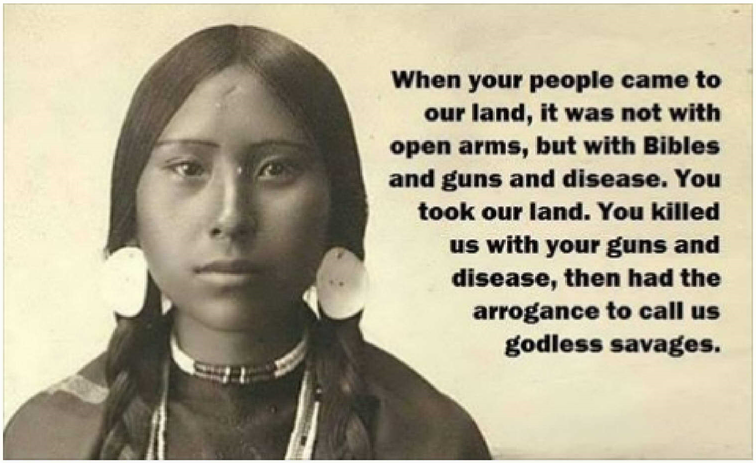 When your people came to
our land, it was not with
open arms, but with Bibles
and guns and disease. You
took our land. You killed
us with your guns and
disease, then had the
arrogance to call us
godless savages.